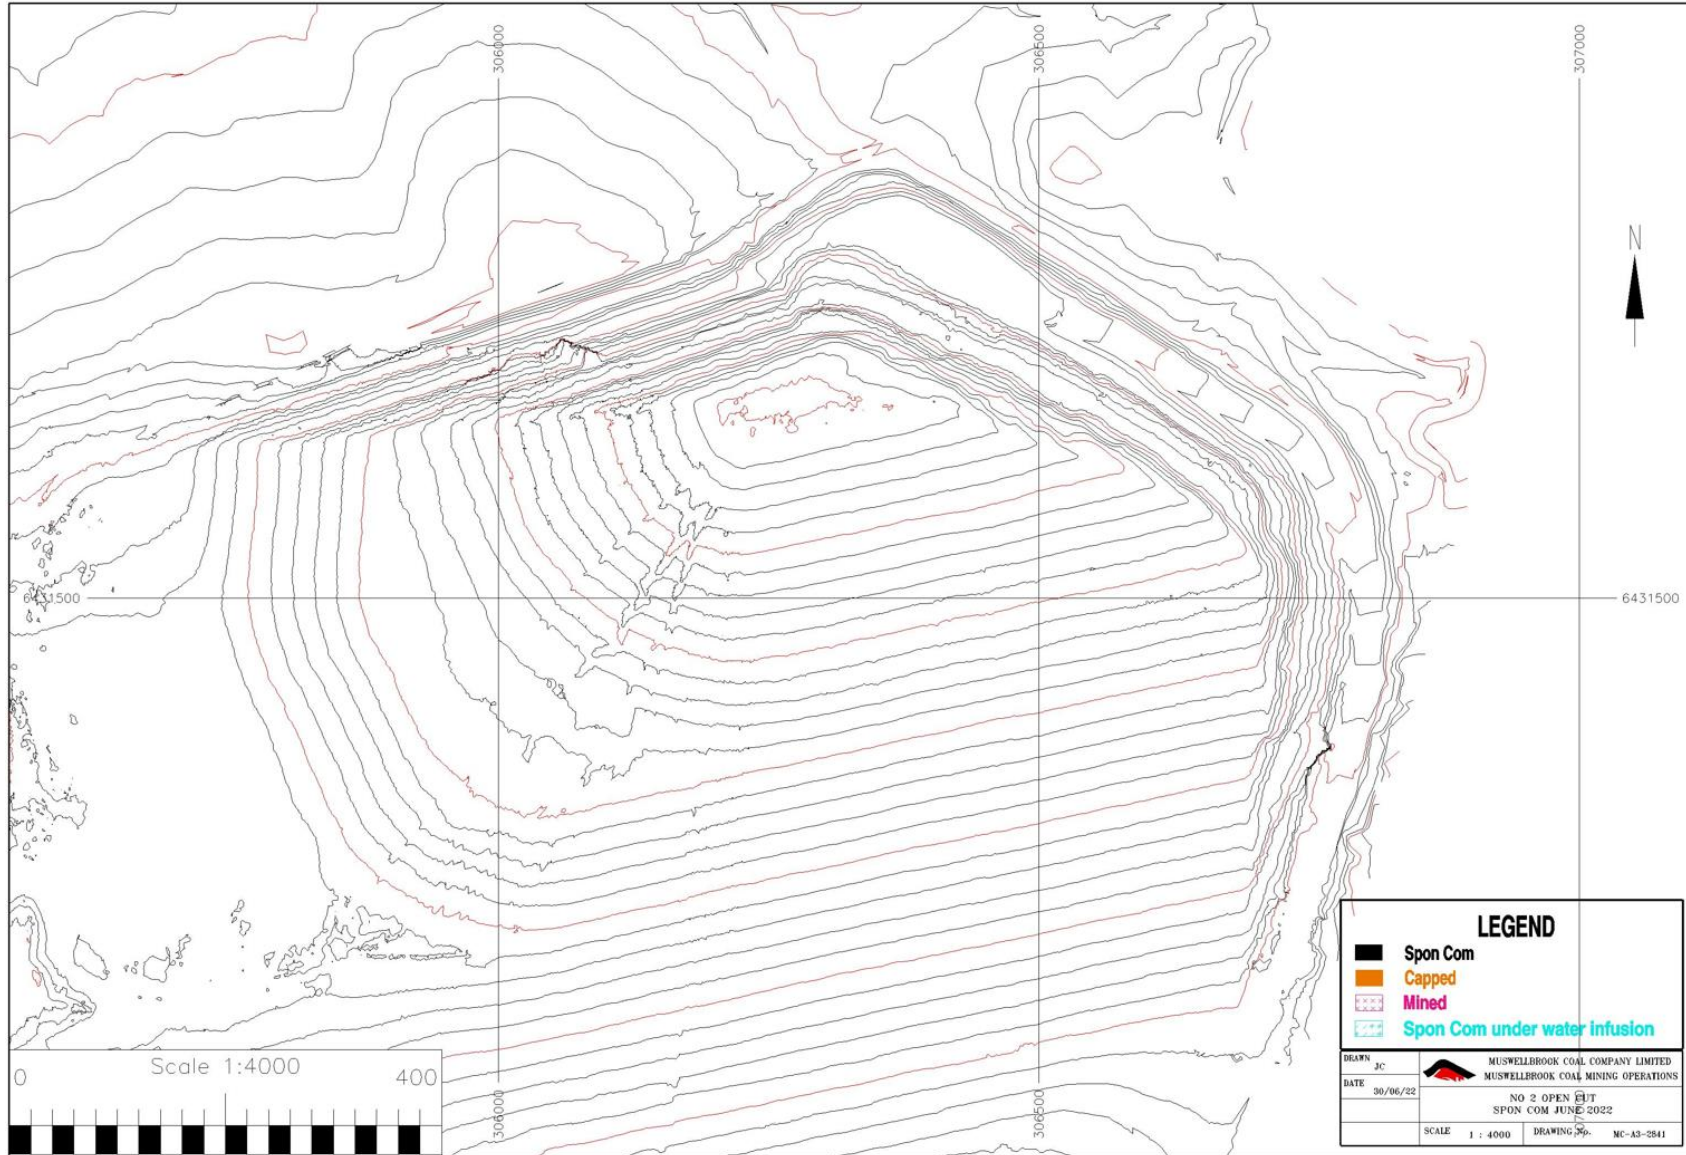 306000
306500
307000
N
6431500
6431500
LEGEND
Spon Com
Capped
Mined
Spon Com under water infusion
Scale 1:4000
0
400
306000
306500
307000
DRAWN
JC
DATE
30/06/22
MUSWELLBROOK COAL COMPANY LIMITED
MUSWELLBROOK COAL MINING OPERATIONS
NO 2 OPEN CUT
SPON COM JUNE 2022
SCALE 1 : 4000
DRAWING No. MC-A3-2841